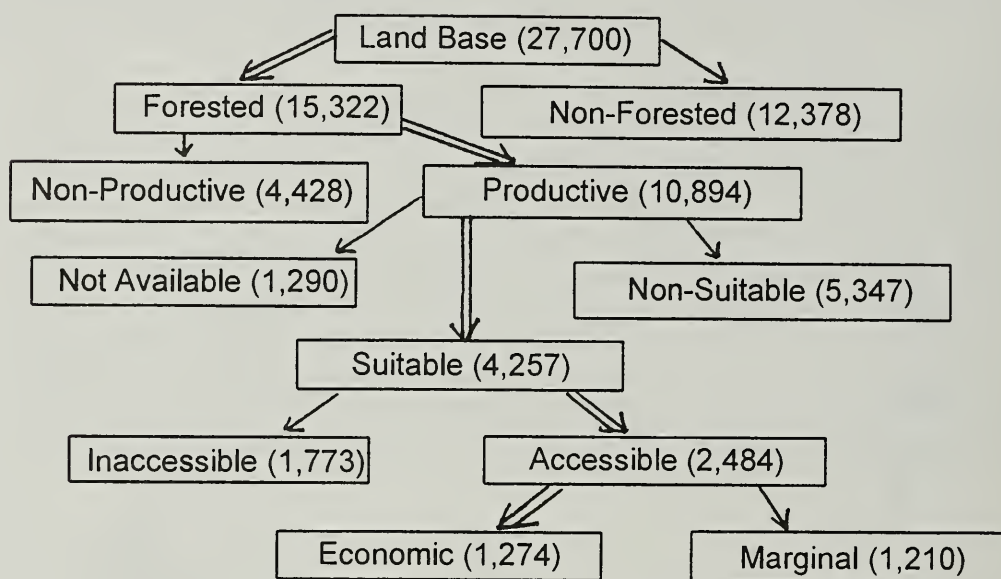 Land Base (27,700)
Forested (15,322)
Non-Forested (12,378)
Non-Productive (4,428)
Productive (10,894)
Not Available (1,290)
Non-Suitable (5,347)
Suitable (4,257)
Inaccessible (1,773)
Accessible (2,484)
Economic (1,274)
Marginal (1,210)